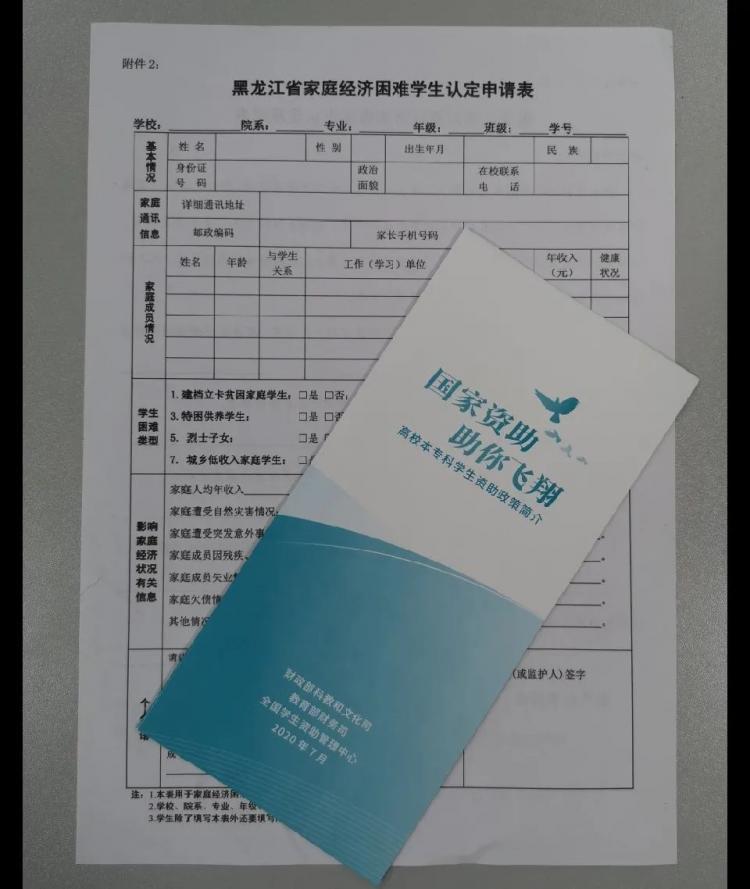 附件2：
黑龙江省家庭经济困难学生认定申请表
学校： 院系： 专业： 年级： 班级： 学号
基本情况
姓 名 性 别 出生年月 民 族
身份证号 码 政治面貌 在校联系电 话
家庭通讯信息
详细通讯地址
邮政编码 家长手机号码
家庭成员情况
姓名 年龄 与学生关系 工作（学习）单位 年收入（元） 健康状况
学生困难类型
1. 建档立卡贫困家庭学生：□是 □否；
3. 特困供养学生： □是 □否
5. 烈士子女： □是
7. 城乡低收入家庭学生：
影响家庭经济状况有关信息
家庭人均年收入
家庭遭受自然灾害情况：
家庭遭受突发意外事
家庭成员因残疾、
家庭成员失业
家庭欠债情
其他情况
（或监护人）签字
注：1.本表用于家庭经济困
2.学校、院系、专业、年级、
3.学生除了填写本表外还要填写
国家资助
助你飞翔
高校本专科学生资助政策简介
财政部科教和文化司
教育部财务司
全国学生资助管理中心
2020年7月